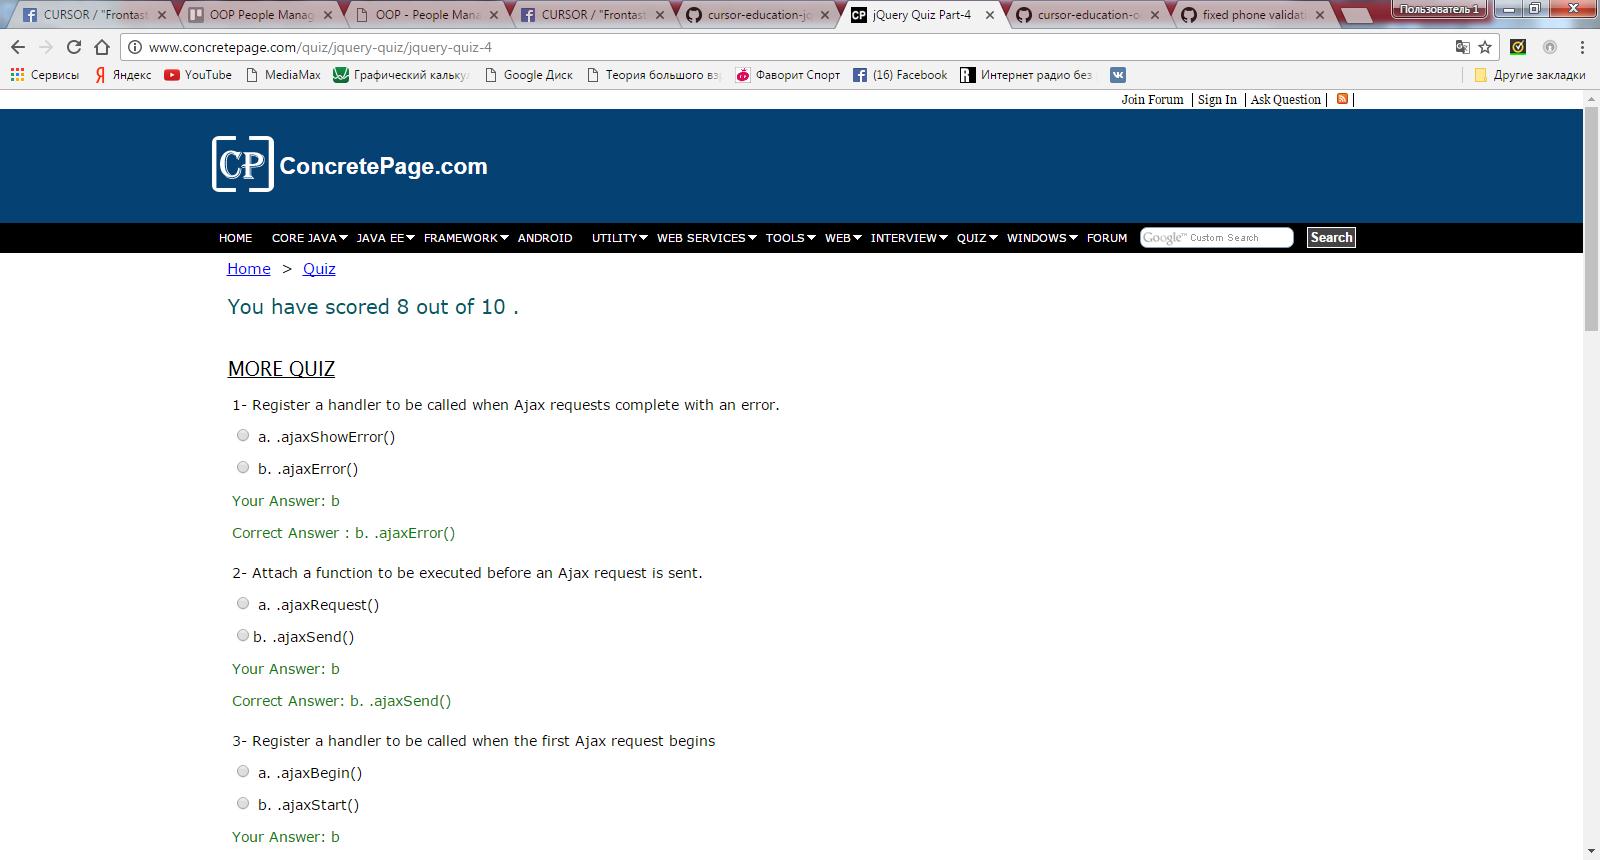 CURSOR / "Frontast
OOP People Manag
OOP - People Mana
CURSOR / "Frontast
cursor-education-jq
jQuery Quiz Part-4
cursor-education-o
fixed phone validat
Пользователь 1
www.concretepage.com/quiz/jquery-quiz/jquery-quiz-4
Сервисы Яндекс YouTube MediaMax Графический кальку Google Диск Теория большого вз Фаворит Спорт (16) Facebook Интернет радио без Другие закладки
Join Forum | Sign In | Ask Question |
CP ConcretePage.com
HOME CORE JAVA JAVA EE FRAMEWORK ANDROID UTILITY WEB SERVICES TOOLS WEB INTERVIEW QUIZ WINDOWS FORUM Google™ Custom Search Search
Home > Quiz
You have scored 8 out of 10 .
MORE QUIZ
1- Register a handler to be called when Ajax requests complete with an error.
a. .ajaxShowError()
b. .ajaxError()
Your Answer: b
Correct Answer : b. .ajaxError()
2- Attach a function to be executed before an Ajax request is sent.
a. .ajaxRequest()
b. .ajaxSend()
Your Answer: b
Correct Answer: b. .ajaxSend()
3- Register a handler to be called when the first Ajax request begins
a. .ajaxBegin()
b. .ajaxStart()
Your Answer: b